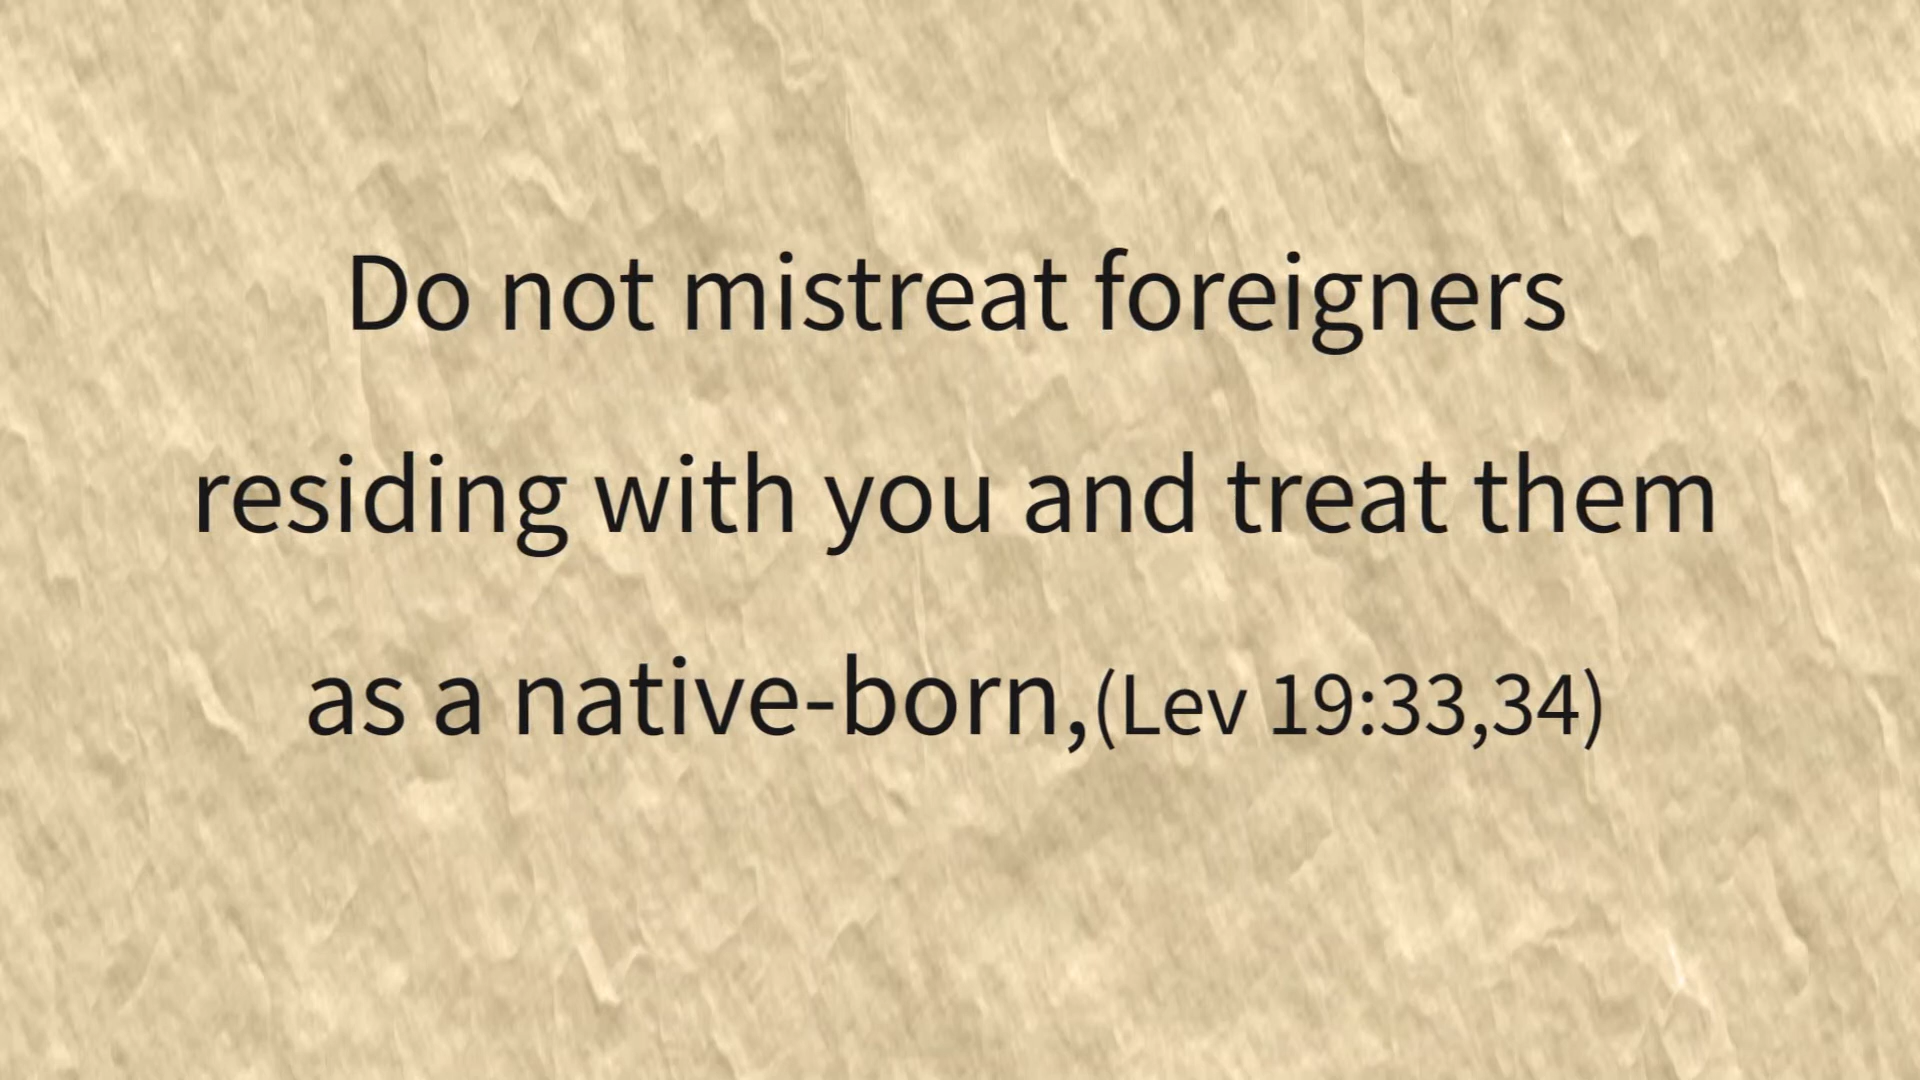 Do not mistreat foreigners
residing with you and treat them
as a native-born,(Lev 19:33,34)